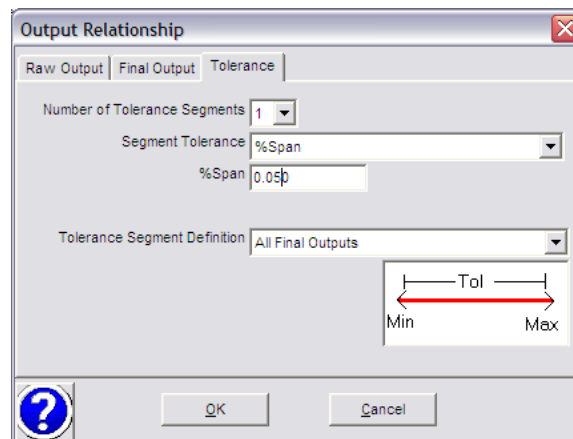 Output Relationship
Raw Output Final Output Tolerance
Number of Tolerance Segments 1
Segment Tolerance %Span
%Span 0.050
Tolerance Segment Definition All Final Outputs
Tol
Min Max
? OK Cancel